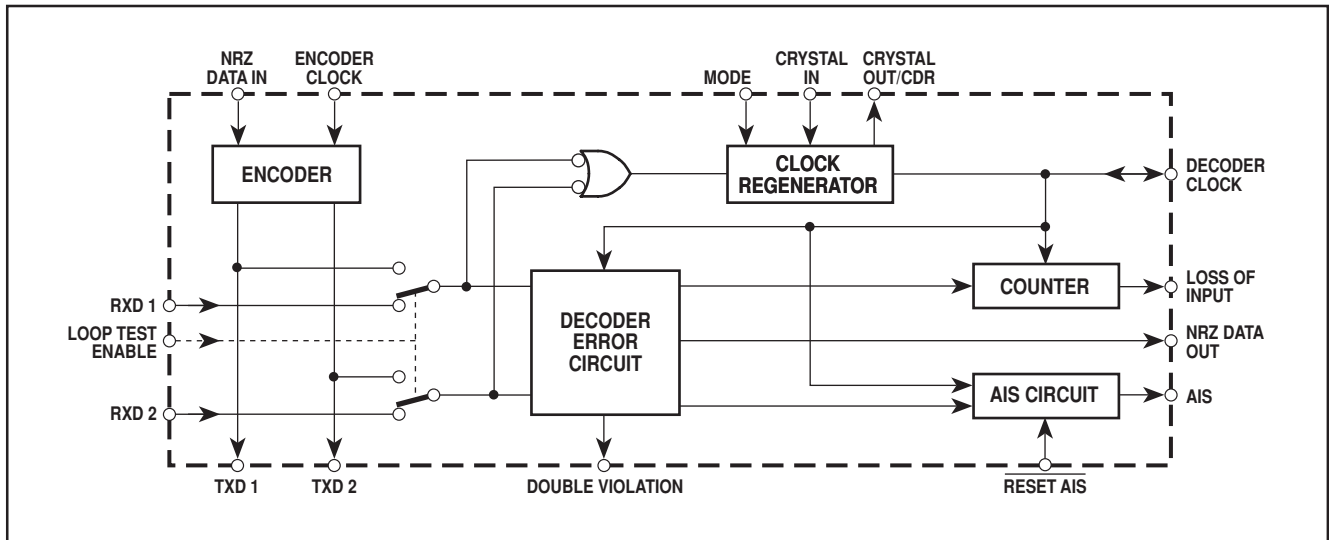 NRZ
DATA IN
ENCODER
CLOCK
MODE
CRYSTAL
IN
CRYSTAL
OUT/CDR
ENCODER
CLOCK
REGENERATOR
DECODER
CLOCK
RXD 1
LOOP TEST
ENABLE
RXD 2
DECODER
ERROR
CIRCUIT
COUNTER
LOSS OF
INPUT
NRZ DATA
OUT
AIS CIRCUIT
AIS
TXD 1
TXD 2
DOUBLE VIOLATION
RESET AIS